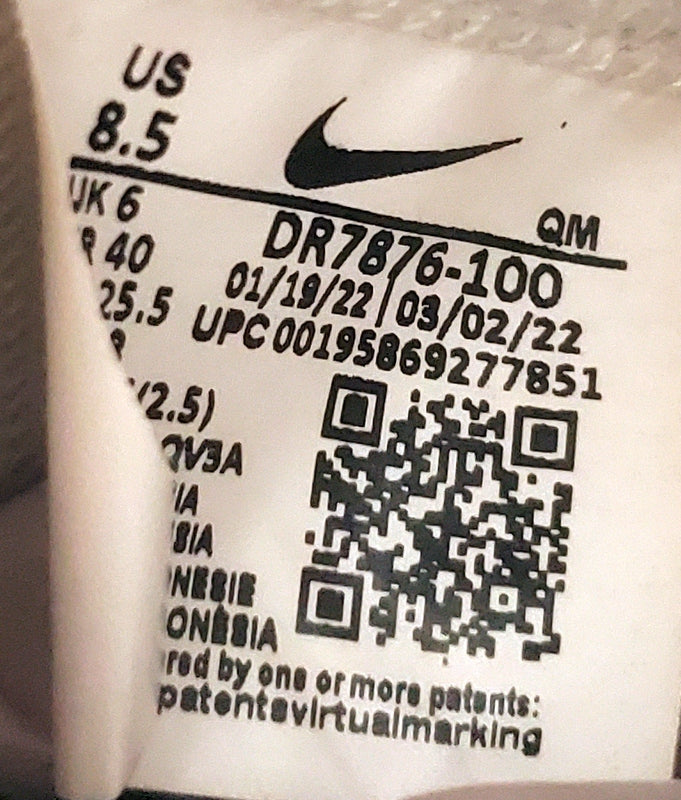 US
8.5
QM
UK 6
DR7876-100
R 40
01/19/22 | 03/02/22
25.5
UPC 00195869277851
/2.5)
QV3A
IA
SIA
NESIE
ONÉSIA
red by one or more patents:
patentsvirtualmarking